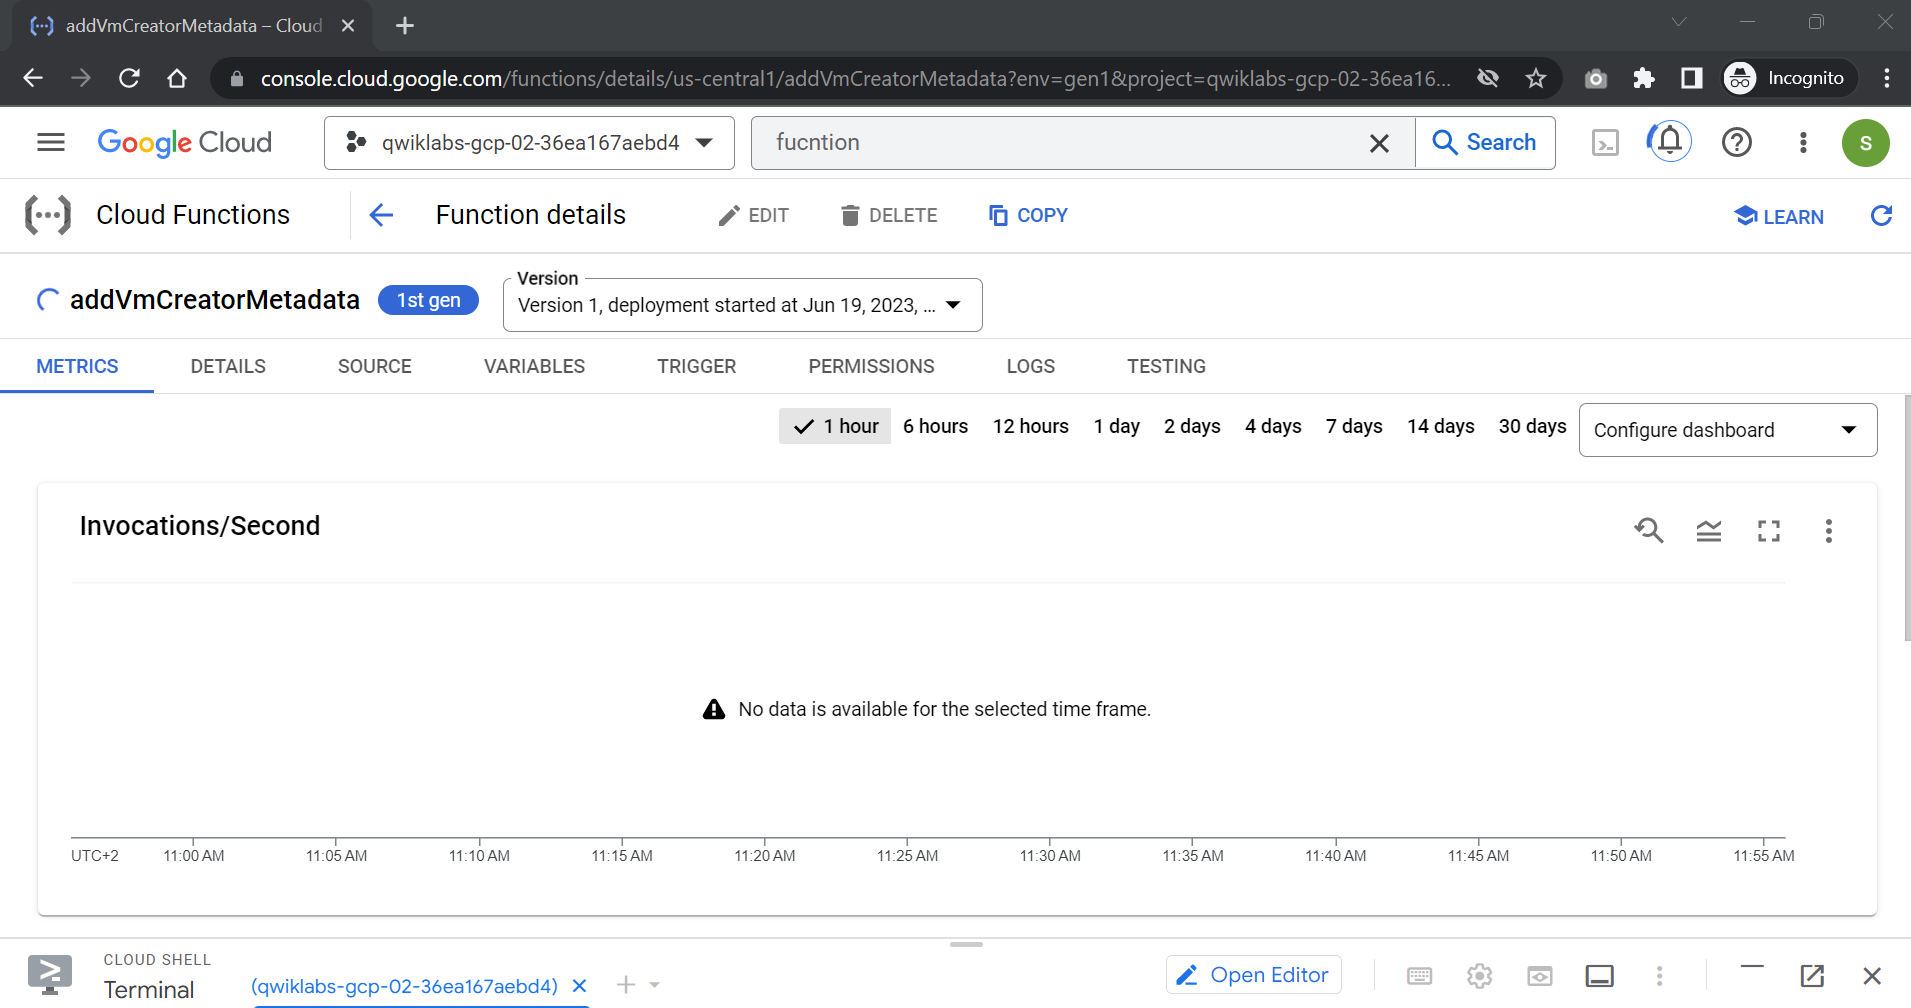 addVmCreatorMetadata – Cloud
console.cloud.google.com/functions/details/us-central1/addVmCreatorMetadata?env=gen1&project=qwiklabs-gcp-02-36ea16...
Incognito
Google Cloud
qwiklabs-gcp-02-36ea167aebd4
fucntion
Search
S
Cloud Functions
Function details
EDIT
DELETE
COPY
LEARN
addVmCreatorMetadata
1st gen
Version
Version 1, deployment started at Jun 19, 2023, ...
METRICS
DETAILS
SOURCE
VARIABLES
TRIGGER
PERMISSIONS
LOGS
TESTING
1 hour
6 hours
12 hours
1 day
2 days
4 days
7 days
14 days
30 days
Configure dashboard
Invocations/Second
No data is available for the selected time frame.
UTC+2
11:00 AM
11:05 AM
11:10 AM
11:15 AM
11:20 AM
11:25 AM
11:30 AM
11:35 AM
11:40 AM
11:45 AM
11:50 AM
11:55 AM
CLOUD SHELL
Terminal
(qwiklabs-gcp-02-36ea167aebd4)
Open Editor